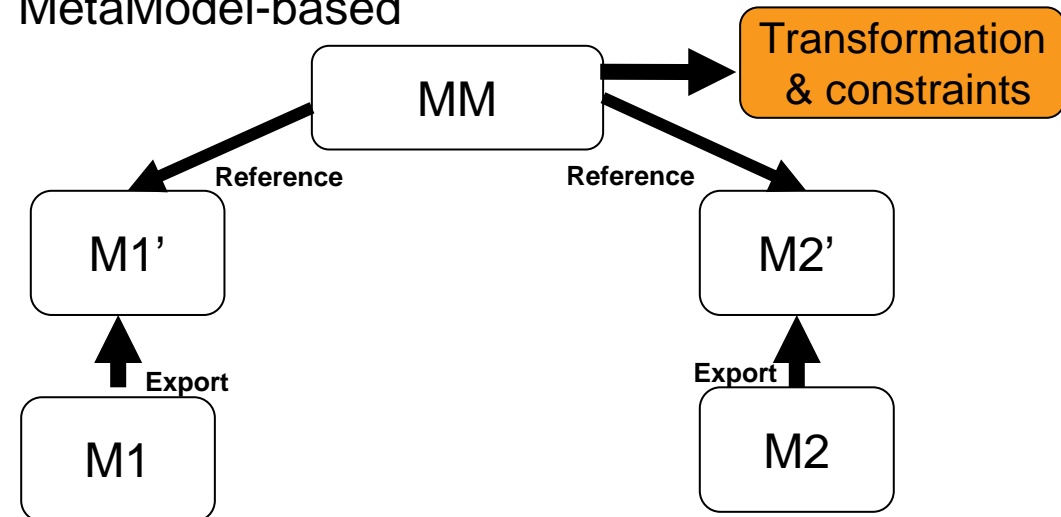 MetaModel-based
Transformation
& constraints
MM
Reference
Reference
M1’
M2’
Export
Export
M1
M2